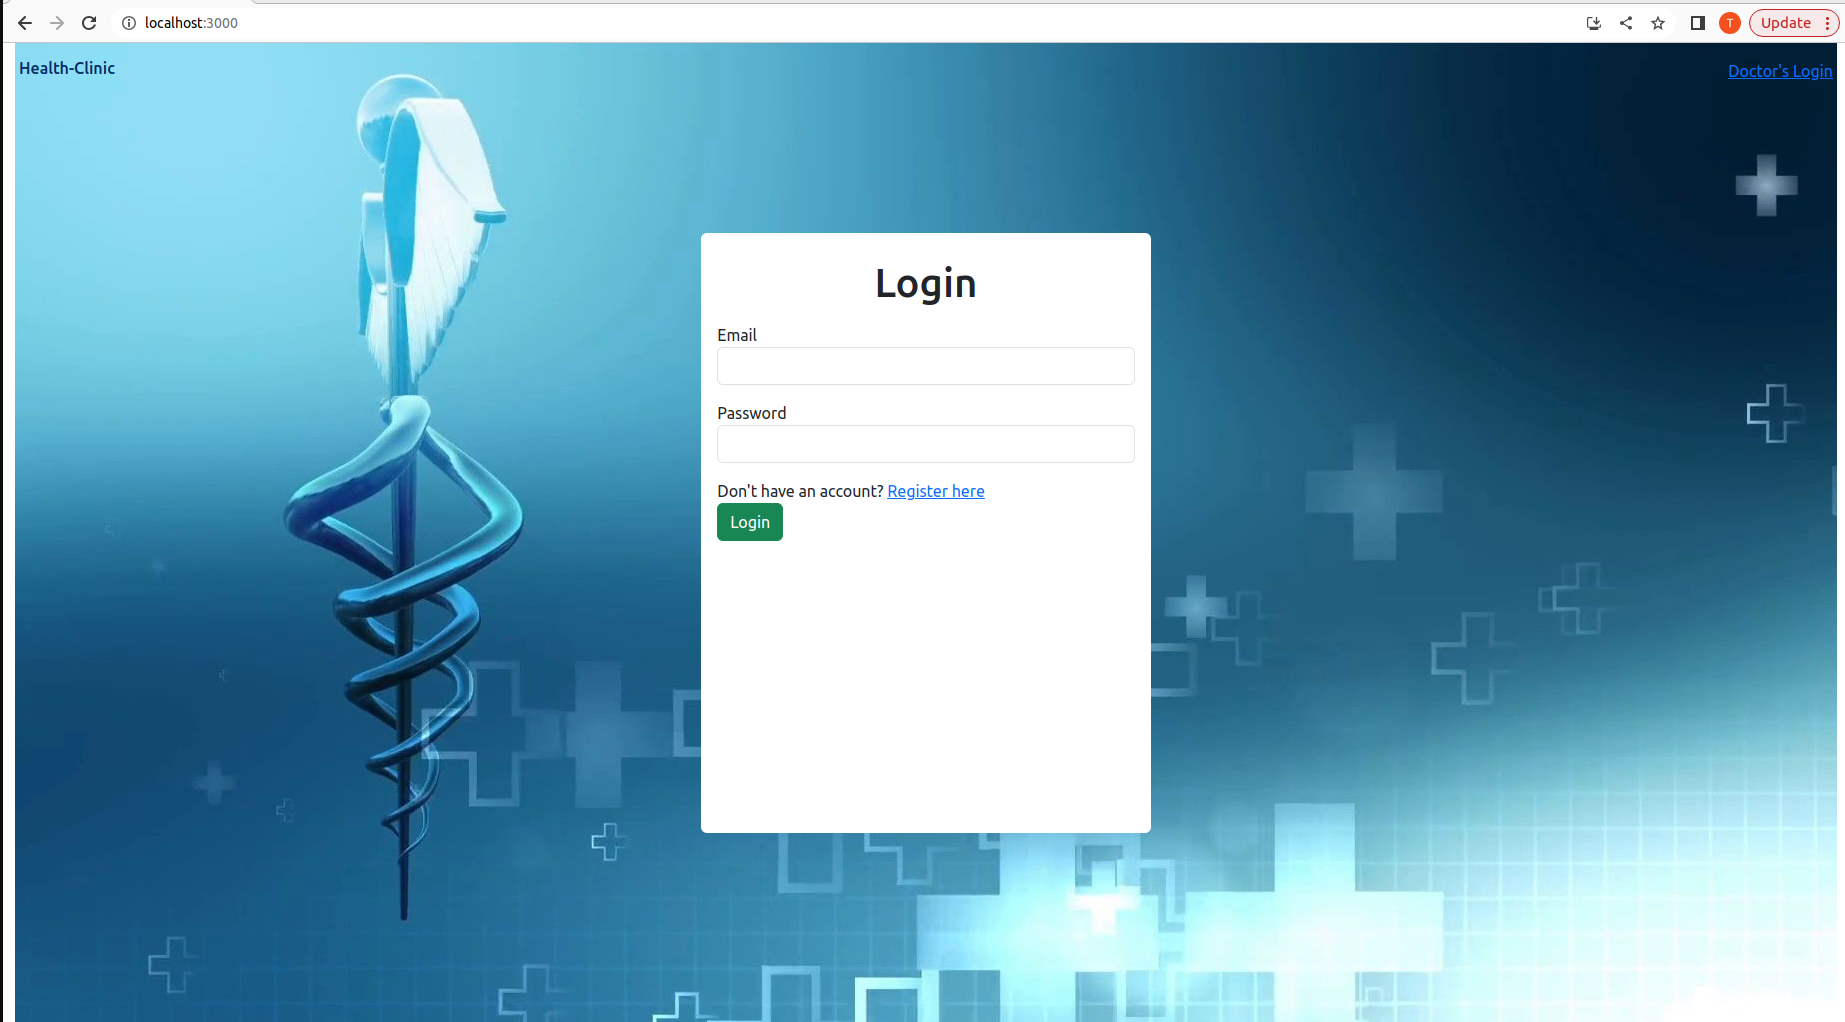 localhost:3000
T
Update
Health-Clinic
Doctor's Login
Login
Email
Password
Don't have an account? Register here
Login